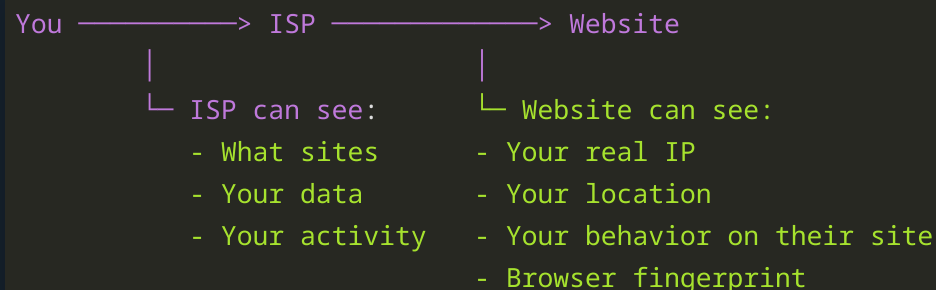 You ──────────> ISP ─────────────> Website
│ │
└─ ISP can see: └─ Website can see:
- What sites - Your real IP
- Your data - Your location
- Your activity - Your behavior on their site
- Browser fingerprint